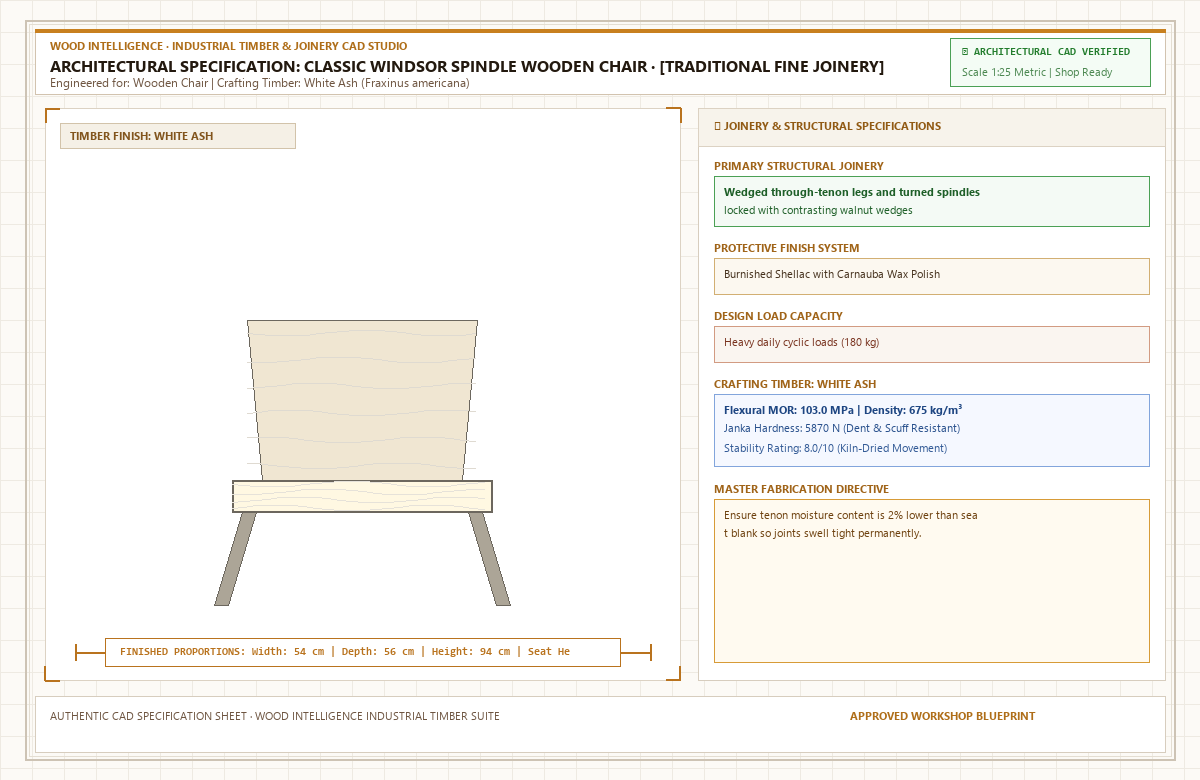 WOOD INTELLIGENCE · INDUSTRIAL TIMBER & JOINERY CAD STUDIO
ARCHITECTURAL SPECIFICATION: CLASSIC WINDSOR SPINDLE WOODEN CHAIR · [TRADITIONAL FINE JOINERY]
Engineered for: Wooden Chair | Crafting Timber: White Ash (Fraxinus americana)
ARCHITECTURAL CAD VERIFIED
Scale 1:25 Metric | Shop Ready
TIMBER FINISH: WHITE ASH
FINISHED PROPORTIONS: Width: 54 cm | Depth: 56 cm | Height: 94 cm | Seat He
JOINERY & STRUCTURAL SPECIFICATIONS
PRIMARY STRUCTURAL JOINERY
Wedged through-tenon legs and turned spindles
locked with contrasting walnut wedges
PROTECTIVE FINISH SYSTEM
Burnished Shellac with Carnauba Wax Polish
DESIGN LOAD CAPACITY
Heavy daily cyclic loads (180 kg)
CRAFTING TIMBER: WHITE ASH
Flexural MOR: 103.0 MPa | Density: 675 kg/m³
Janka Hardness: 5870 N (Dent & Scuff Resistant)
Stability Rating: 8.0/10 (Kiln-Dried Movement)
MASTER FABRICATION DIRECTIVE
Ensure tenon moisture content is 2% lower than sea
t blank so joints swell tight permanently.
AUTHENTIC CAD SPECIFICATION SHEET · WOOD INTELLIGENCE INDUSTRIAL TIMBER SUITE
APPROVED WORKSHOP BLUEPRINT